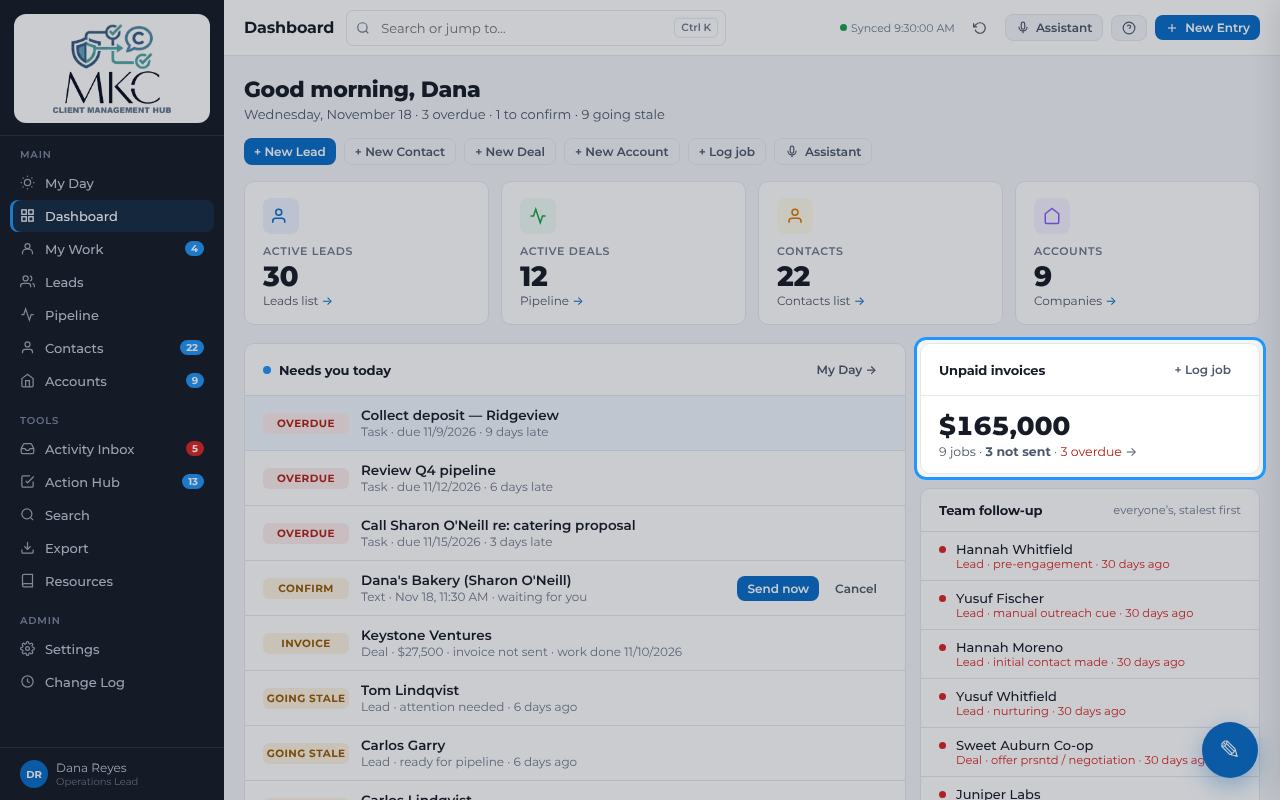 MKC
CLIENT MANAGEMENT HUB
MAIN
My Day
Dashboard
My Work 4
Leads
Pipeline
Contacts 22
Accounts 9
TOOLS
Activity Inbox 5
Action Hub 13
Search
Export
Resources
ADMIN
Settings
Change Log
DR Dana Reyes
Operations Lead
Dashboard Search or jump to... Ctrl K Synced 9:30:00 AM Assistant + New Entry
Good morning, Dana
Wednesday, November 18 · 3 overdue · 1 to confirm · 9 going stale
+ New Lead + New Contact + New Deal + New Account + Log job Assistant
ACTIVE LEADS
30
Leads list →
ACTIVE DEALS
12
Pipeline →
CONTACTS
22
Contacts list →
ACCOUNTS
9
Companies →
Needs you today My Day →
OVERDUE Collect deposit — Ridgeview
Task · due 11/9/2026 · 9 days late
OVERDUE Review Q4 pipeline
Task · due 11/12/2026 · 6 days late
OVERDUE Call Sharon O'Neill re: catering proposal
Task · due 11/15/2026 · 3 days late
CONFIRM Dana's Bakery (Sharon O'Neill)
Text · Nov 18, 11:30 AM · waiting for you
Send now Cancel
INVOICE Keystone Ventures
Deal · $27,500 · invoice not sent · work done 11/10/2026
GOING STALE Tom Lindqvist
Lead · attention needed · 6 days ago
GOING STALE Carlos Garry
Lead · ready for pipeline · 6 days ago
Carlos Lindqvist
Unpaid invoices + Log job
$165,000
9 jobs · 3 not sent · 3 overdue →
Team follow-up everyone's, stalest first
Hannah Whitfield
Lead · pre-engagement · 30 days ago
Yusuf Fischer
Lead · manual outreach cue · 30 days ago
Hannah Moreno
Lead · initial contact made · 30 days ago
Yusuf Whitfield
Lead · nurturing · 30 days ago
Sweet Auburn Co-op
Deal · offer prsntd / negotiation · 30 days ag
Juniper Labs